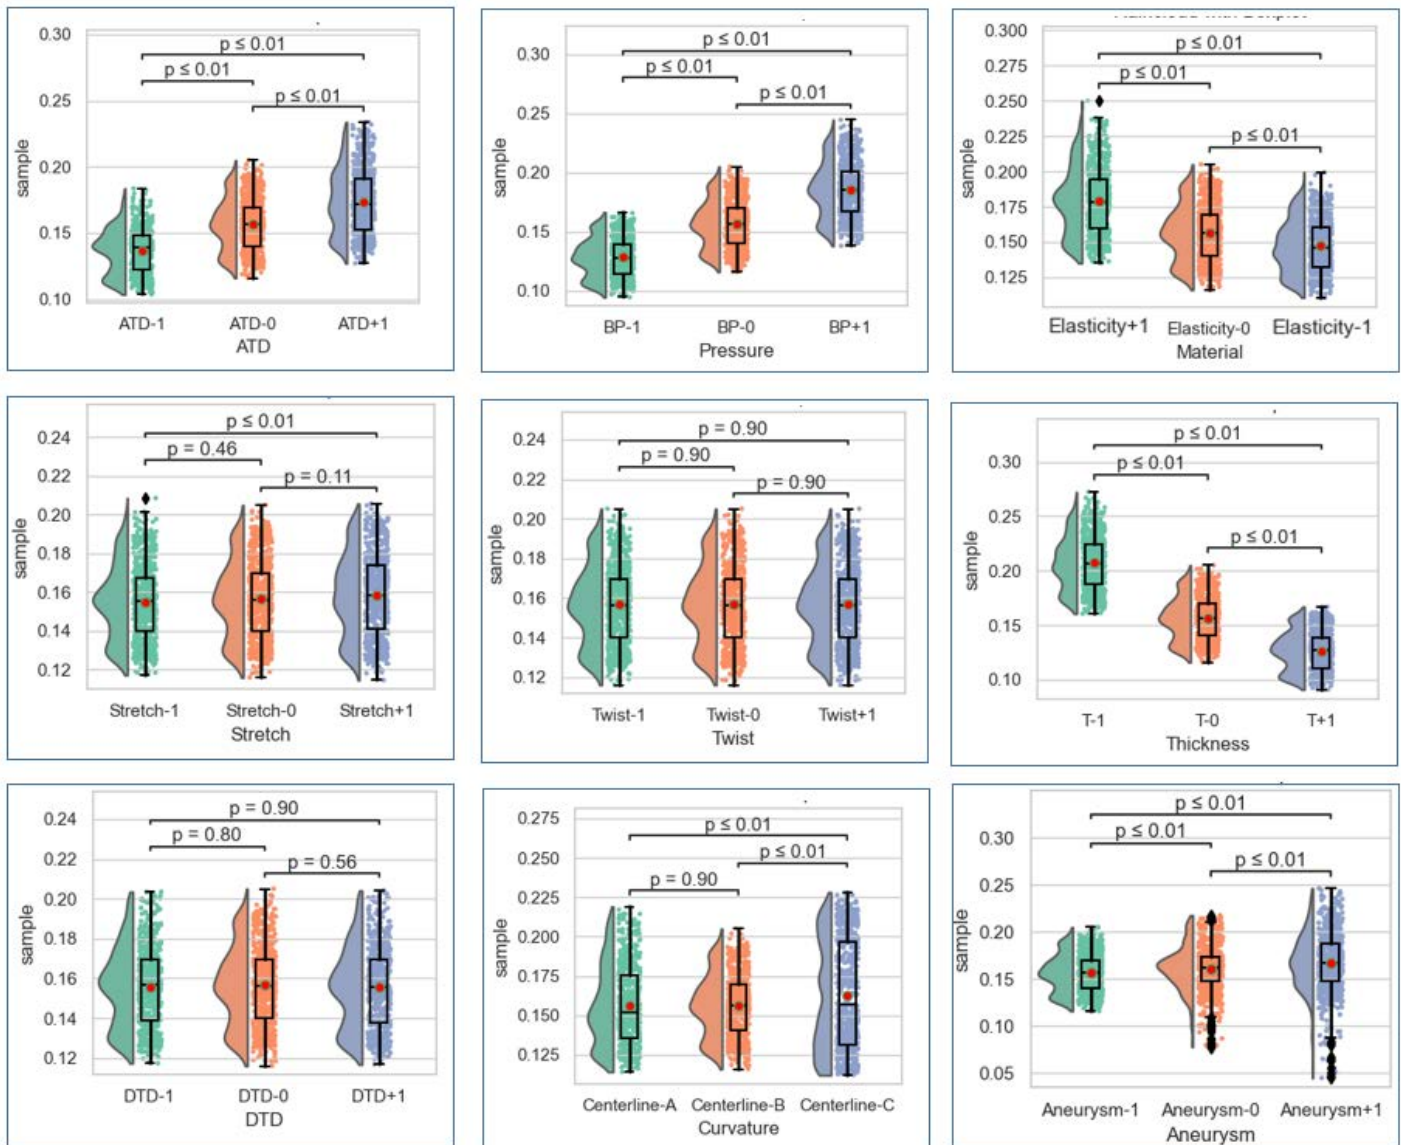 0.30
p ≤ 0.01
p ≤ 0.01
0.25
p ≤ 0.01
sample
0.20
0.15
0.10
ATD-1 ATD-0 ATD+1
ATD
p ≤ 0.01
0.30
p ≤ 0.01
p ≤ 0.01
0.25
sample
0.20
0.15
0.10
BP-1 BP-0 BP+1
Pressure
0.300
p ≤ 0.01
0.275
p ≤ 0.01
0.250
0.225
p ≤ 0.01
sample
0.200
0.175
0.150
0.125
Elasticity+1 Elasticity-0 Elasticity-1
Material
p ≤ 0.01
0.24
p = 0.46
0.22
p = 0.11
0.20
sample
0.18
0.16
0.14
0.12
Stretch-1 Stretch-0 Stretch+1
Stretch
p = 0.90
0.24
p = 0.90
0.22
p = 0.90
0.20
sample
0.18
0.16
0.14
0.12
Twist-1 Twist-0 Twist+1
Twist
p ≤ 0.01
0.30
p ≤ 0.01
0.25
p ≤ 0.01
sample
0.20
0.15
0.10
T-1 T-0 T+1
Thickness
p = 0.90
0.24
p = 0.80
0.22
p = 0.56
0.20
sample
0.18
0.16
0.14
0.12
DTD-1 DTD-0 DTD+1
DTD
0.275
p ≤ 0.01
0.250
p ≤ 0.01
p = 0.90
0.225
0.200
sample
0.175
0.150
0.125
Centerline-A Centerline-B Centerline-C
Curvature
p ≤ 0.01
0.30
p ≤ 0.01
p ≤ 0.01
0.25
0.20
sample
0.15
0.10
0.05
Aneurysm-1 Aneurysm-0 Aneurysm+1
Aneurysm